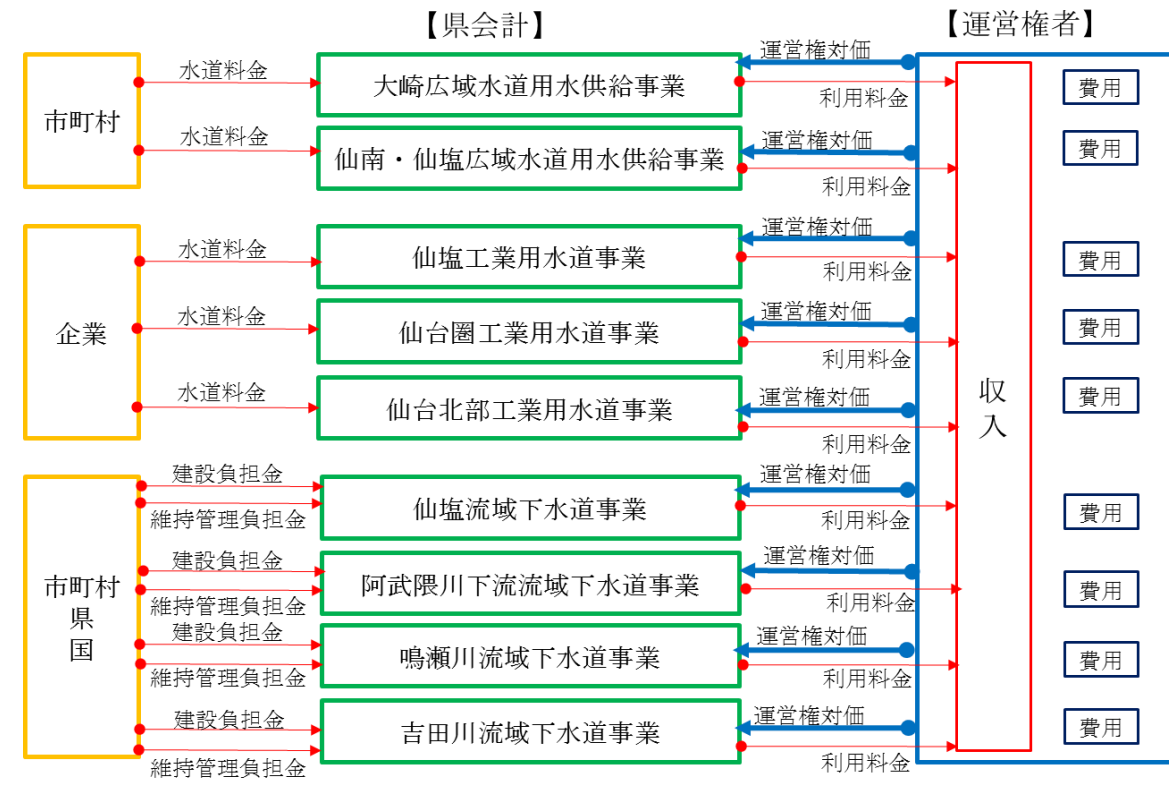 【県会計】
【運営権者】
市町村
水道料金
大崎広域水道用水供給事業
運営権対価
利用料金
費用
水道料金
仙南・仙塩広域水道用水供給事業
運営権対価
利用料金
費用
企業
水道料金
仙塩工業用水道事業
運営権対価
利用料金
費用
水道料金
仙台圏工業用水道事業
運営権対価
利用料金
費用
水道料金
仙台北部工業用水道事業
運営権対価
利用料金
費用
収
入
市町村
県
国
建設負担金
維持管理負担金
仙塩流域下水道事業
運営権対価
利用料金
費用
建設負担金
維持管理負担金
阿武隈川下流流域下水道事業
運営権対価
利用料金
費用
建設負担金
維持管理負担金
鳴瀬川流域下水道事業
運営権対価
利用料金
費用
建設負担金
維持管理負担金
吉田川流域下水道事業
運営権対価
利用料金
費用